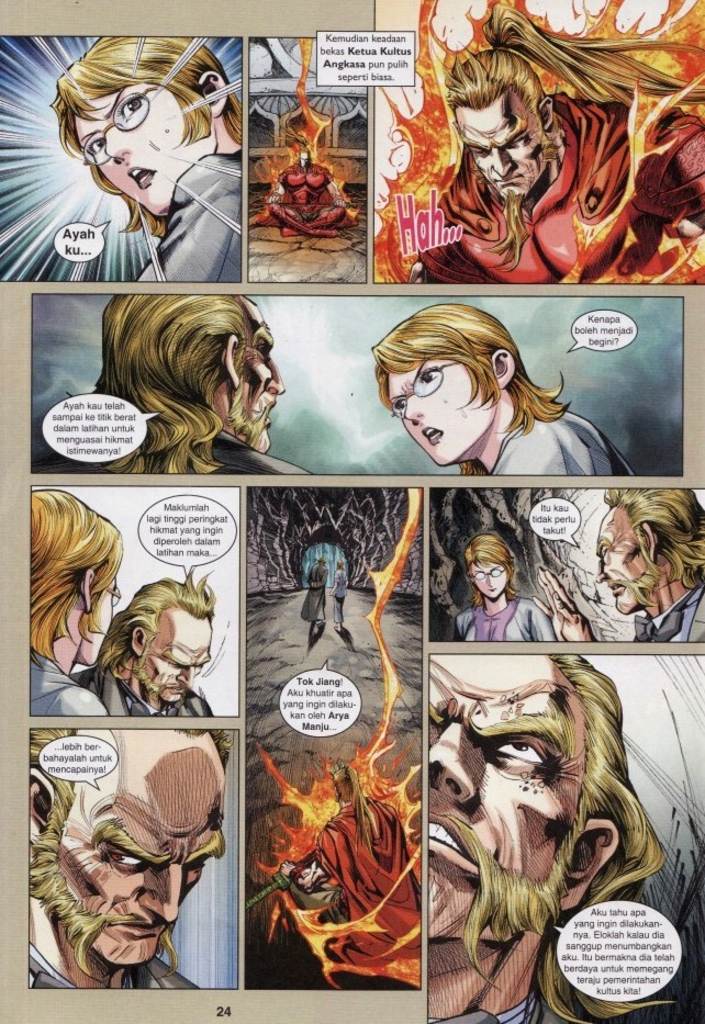 Ayah
ku...
Kemudian keadaan
bekas Ketua Kultus
Angkasa pun pulih
seperti biasa.
Hah...
Ayah kau telah
sampai ke titik berat
dalam latihan untuk
menguasai hikmat
istimewanya!
Kenapa
boleh menjadi
begini?
Maklumlah
lagi tinggi peringkat
hikmat yang ingin
diperoleh dalam
latihan maka...
...lebih ber-
bahayalah untuk
mencapainya!
Tok Jiang!
Aku khuatir apa
yang ingin dilaku-
kan oleh Arya
Manju...
Itu kau
tidak perlu
takut!
Aku tahu apa
yang ingin dilakukan-
nya. Eloklah kalau dia
sanggup menumbangkan
aku. Itu bermakna dia telah
berdaya untuk memegang
teraju pemerintahan
kultus kita!
24